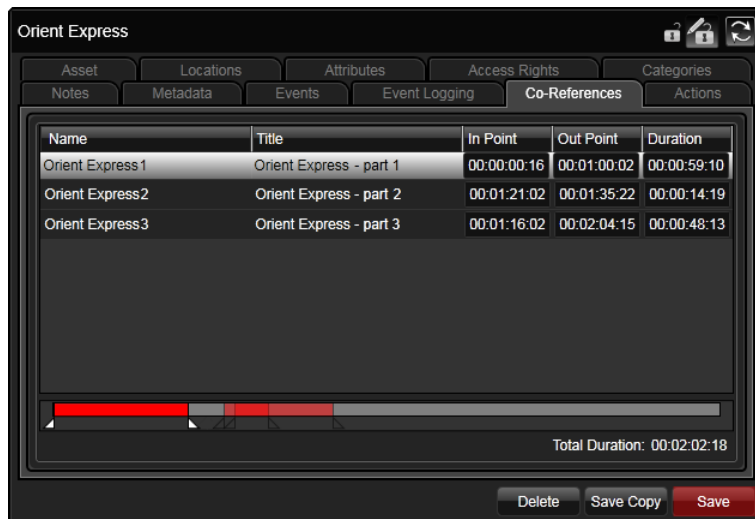 Orient Express
Asset Locations Attributes Access Rights Categories
Notes Metadata Events Event Logging Co-References Actions
Name Title In Point Out Point Duration
Orient Express1 Orient Express - part 1 00:00:00:16 00:01:00:02 00:00:59:10
Orient Express2 Orient Express - part 2 00:01:21:02 00:01:35:22 00:00:14:19
Orient Express3 Orient Express - part 3 00:01:16:02 00:02:04:15 00:00:48:13
Total Duration: 00:02:02:18
Delete Save Copy Save